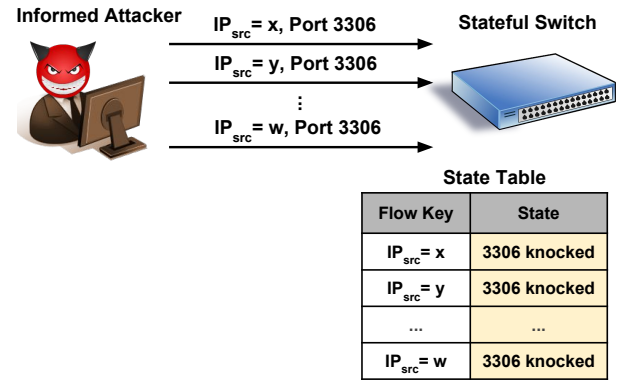 Informed Attacker
IPsrc= x, Port 3306
Stateful Switch
IPsrc= y, Port 3306
⋮
IPsrc= w, Port 3306
State Table
Flow Key State
IPsrc= x 3306 knocked
IPsrc= y 3306 knocked
... ...
IPsrc= w 3306 knocked